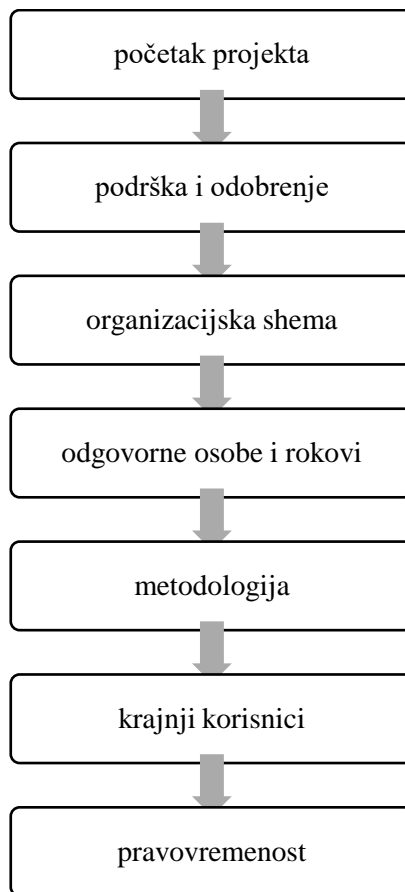 početak projekta
podrška i odobrenje
organizacijska shema
odgovorne osobe i rokovi
metodologija
krajnji korisnici
pravovremenost